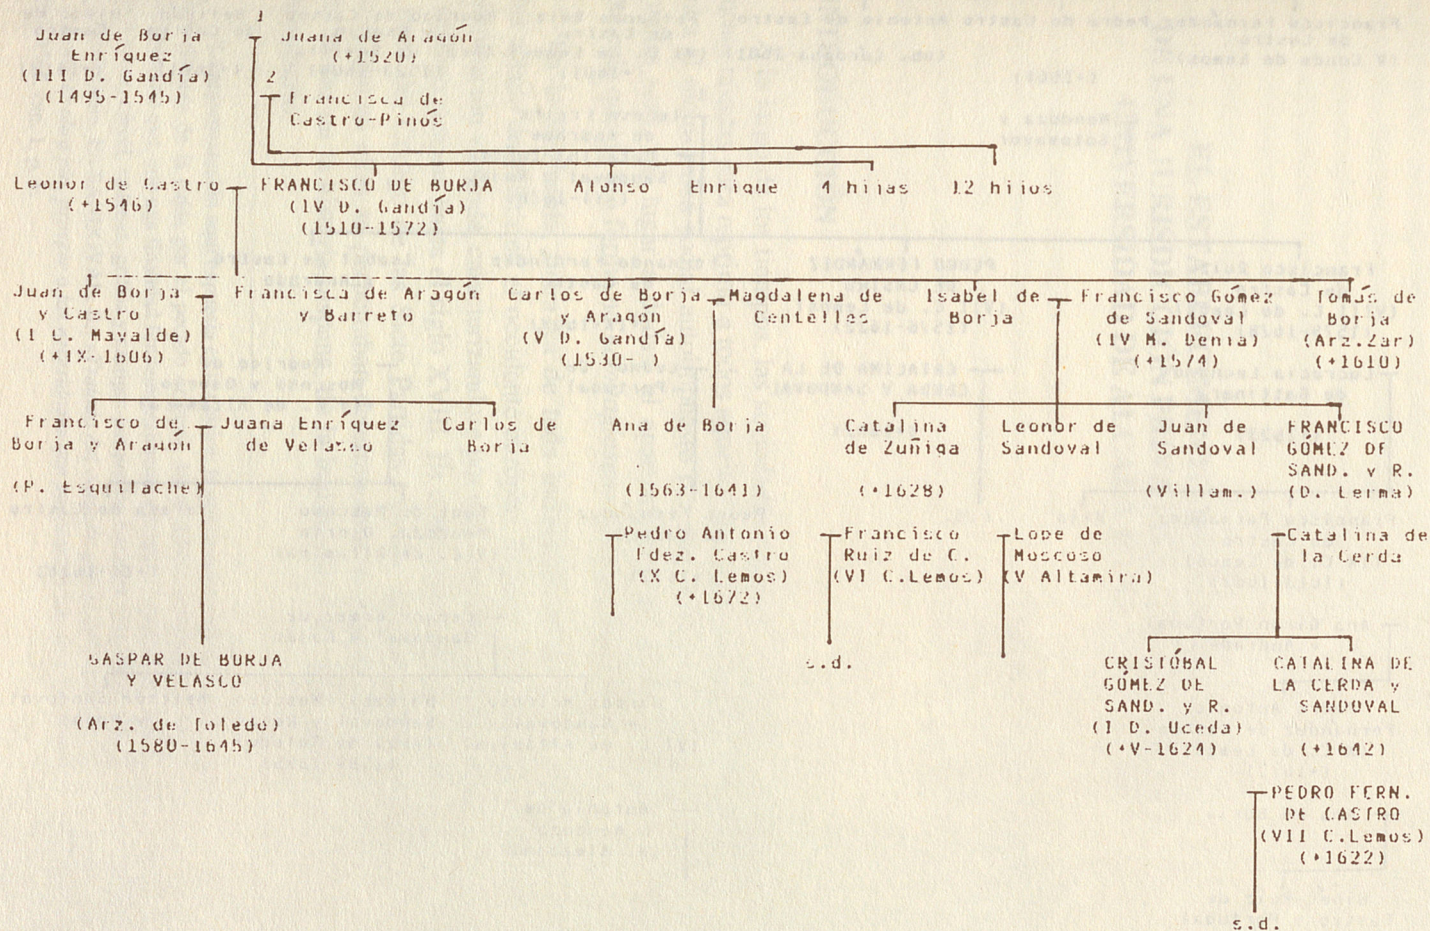 1
Juan de Borja
Enríquez
(III D. Gandía)
(1495-1545)
Juana de Aragón
(+1520)
2
Francisca de
Castro-Pinós
Leonor de Castro
(+1546)
FRANCISCO DE BORJA
(IV D. Gandía)
(1510-1572)
Alonso
Enrique
4 hijas
12 hijos
Juan de Borja
y Castro
(I C. Mayalde)
(+IX-1606)
Francisca de Aragón
y Barreto
Carlos de Borja
y Aragón
(V D. Gandía)
(1530- )
Magdalena de
Centelles
Isabel de
Borja
Francisco Gómez
de Sandoval
(IV M. Denia)
(+1574)
Tomás de
Borja
(Arz.Zar)
(+1610)
Francisco de
Borja y Aragón
(P. Esquilache)
Juana Enríquez
de Velasco
Carlos de
Borja
Ana de Borja
(1563-1641)
Catalina
de Zuñiga
(+1628)
Leonor de
Sandoval
Juan de
Sandoval
(Villam.)
FRANCISCO
GÓMEZ DE
SAND. y R.
(D. Lerma)
Pedro Antonio
Fdez. Castro
(X C. Lemos)
(+1672)
Francisco
Ruiz de C.
(VI C.Lemos)
Lope de
Moscoso
(V Altamira)
Catalina de
la Cerda
GASPAR DE BORJA
Y VELASCO
(Arz. de Toledo)
(1580-1645)
s.d.
CRISTÓBAL
GÓMEZ DE
SAND. y R.
(I D. Uceda)
(+V-1624)
CATALINA DE
LA CERDA y
SANDOVAL
(+1642)
PEDRO FERN.
DE CASTRO
(VII C.Lemos)
(+1622)
s.d.